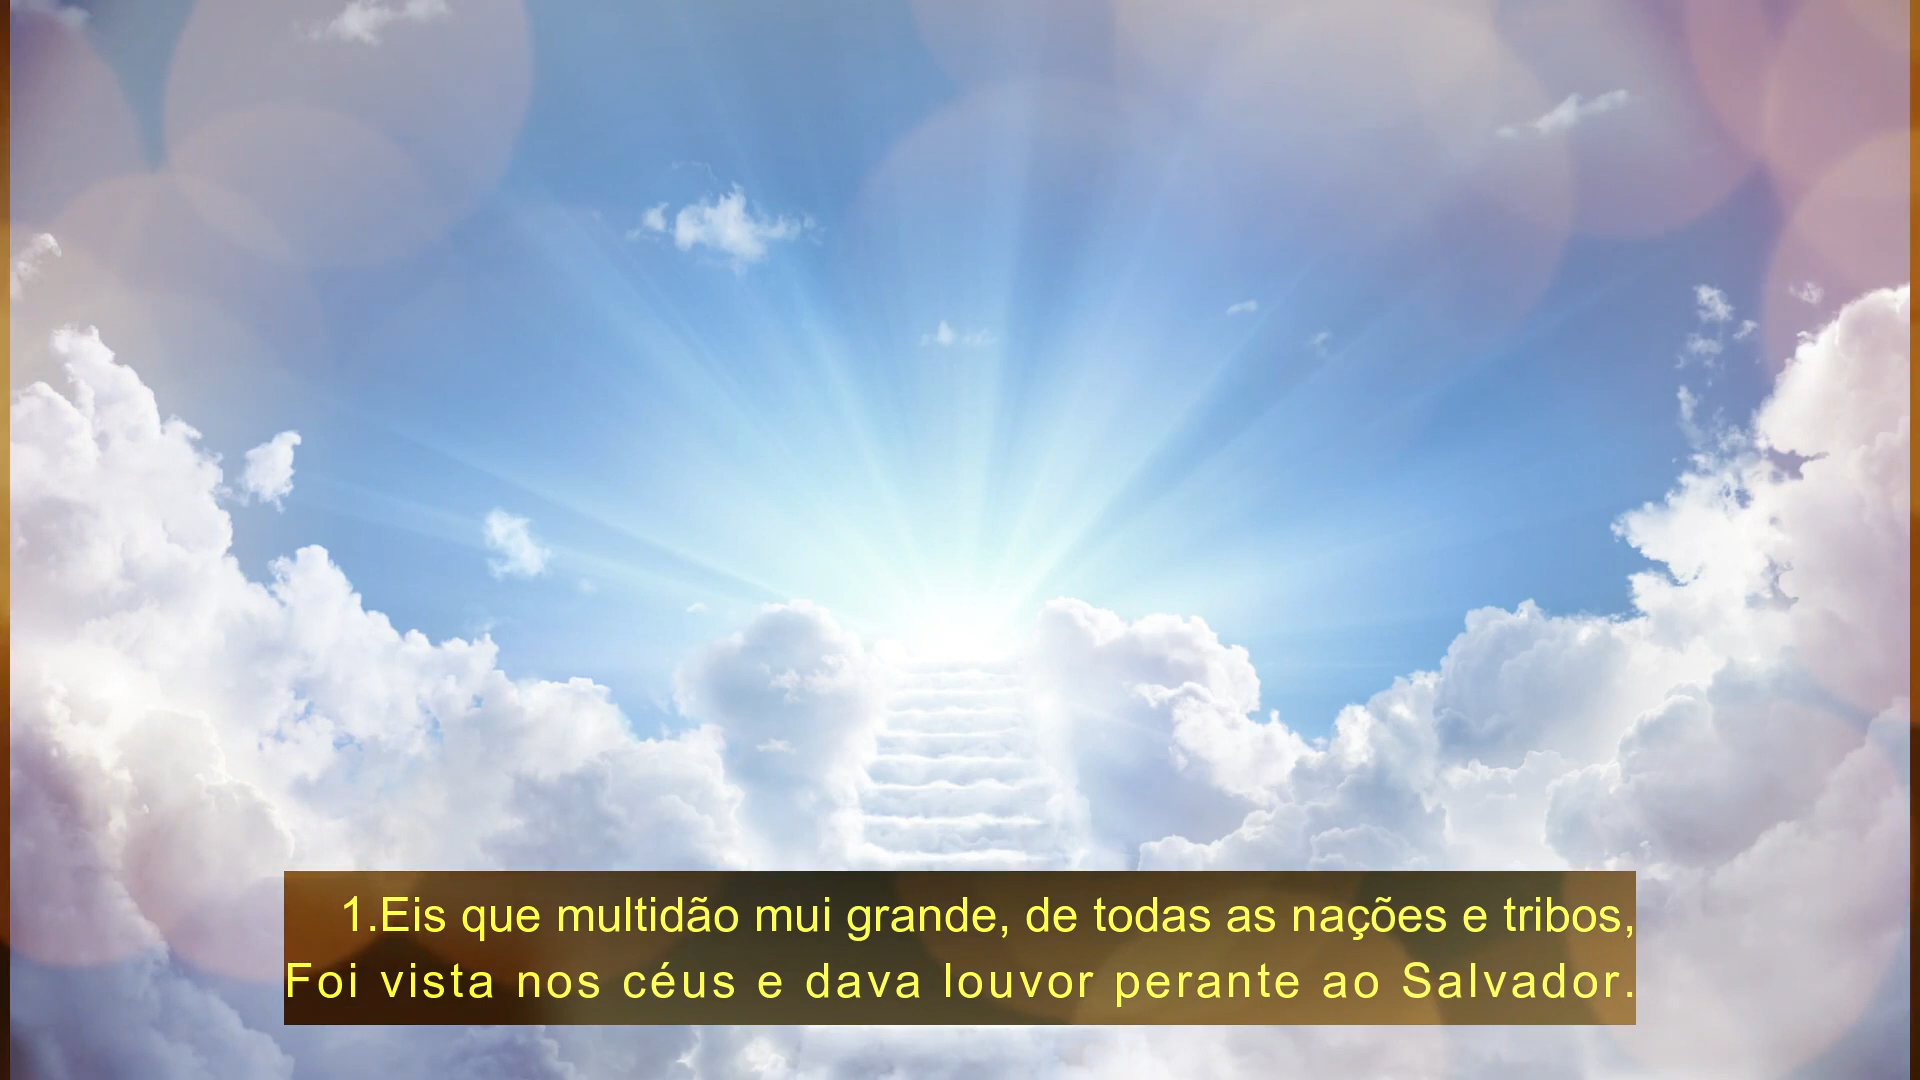 1.Eis que multidão mui grande, de todas as nações e tribos,
Foi vista nos céus e dava louvor perante ao Salvador.